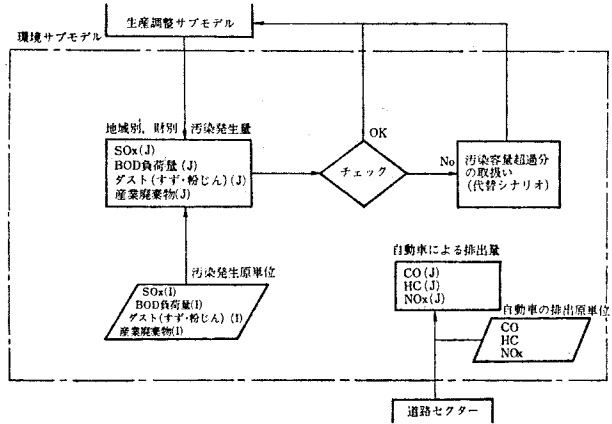 生産調整サブモデル
環境サブモデル
地域別，財別 汚染発生量
SOx(J)
BOD負荷量(J)
ダスト(すず・粉じん)(J)
産業廃棄物(J)
OK
チェック
No
汚染容量超過分
の取扱い
(代替シナリオ)
汚染発生原単位
SOx(I)
BOD負荷量(I)
ダスト(すず・粉じん)(I)
産業廃棄物(I)
自動車による排出量
CO(J)
HC(J)
NOx(J)
自動車の排出原単位
CO
HC
NOx
道路セクター